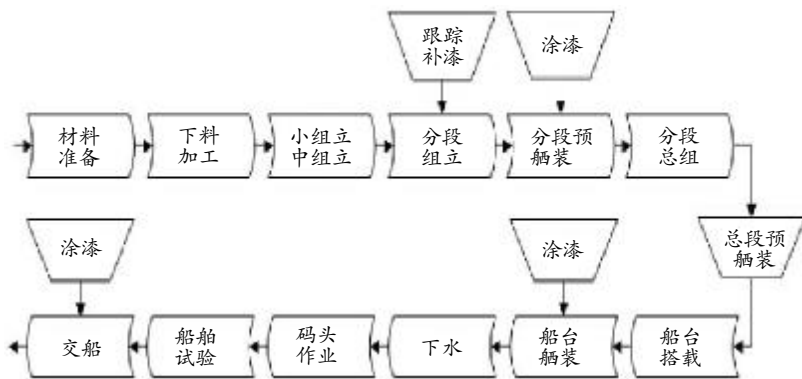 跟踪
补漆
涂漆
材料
准备
下料
加工
小组立
中组立
分段
组立
分段预
舾装
分段
总组
涂漆
涂漆
总段预
舾装
交船
船舶
试验
码头
作业
下水
船台
舾装
船台
搭载